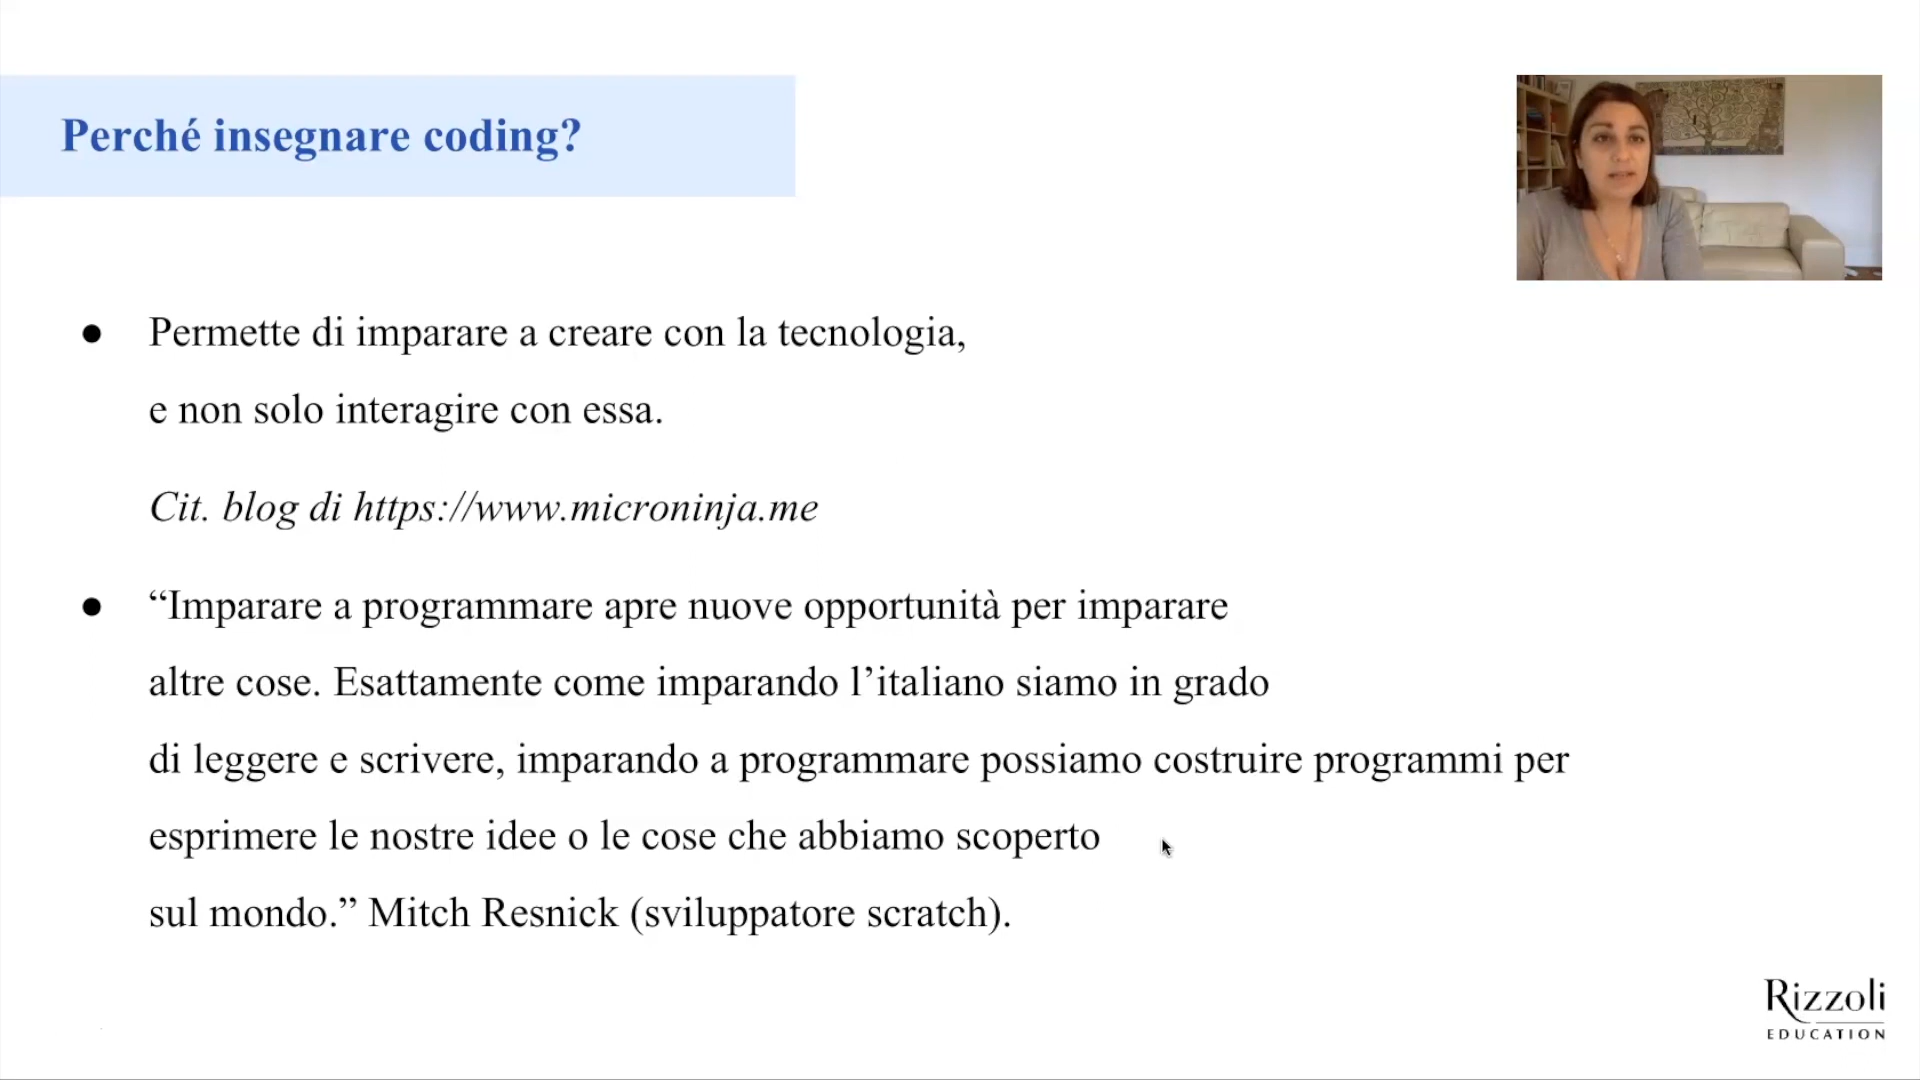 Perché insegnare coding?
● Permette di imparare a creare con la tecnologia,
e non solo interagire con essa.
Cit. blog di https://www.microninja.me
● “Imparare a programmare apre nuove opportunità per imparare
altre cose. Esattamente come imparando l’italiano siamo in grado
di leggere e scrivere, imparando a programmare possiamo costruire programmi per
esprimere le nostre idee o le cose che abbiamo scoperto
sul mondo.” Mitch Resnick (sviluppatore scratch).
Rizzoli
EDUCATION